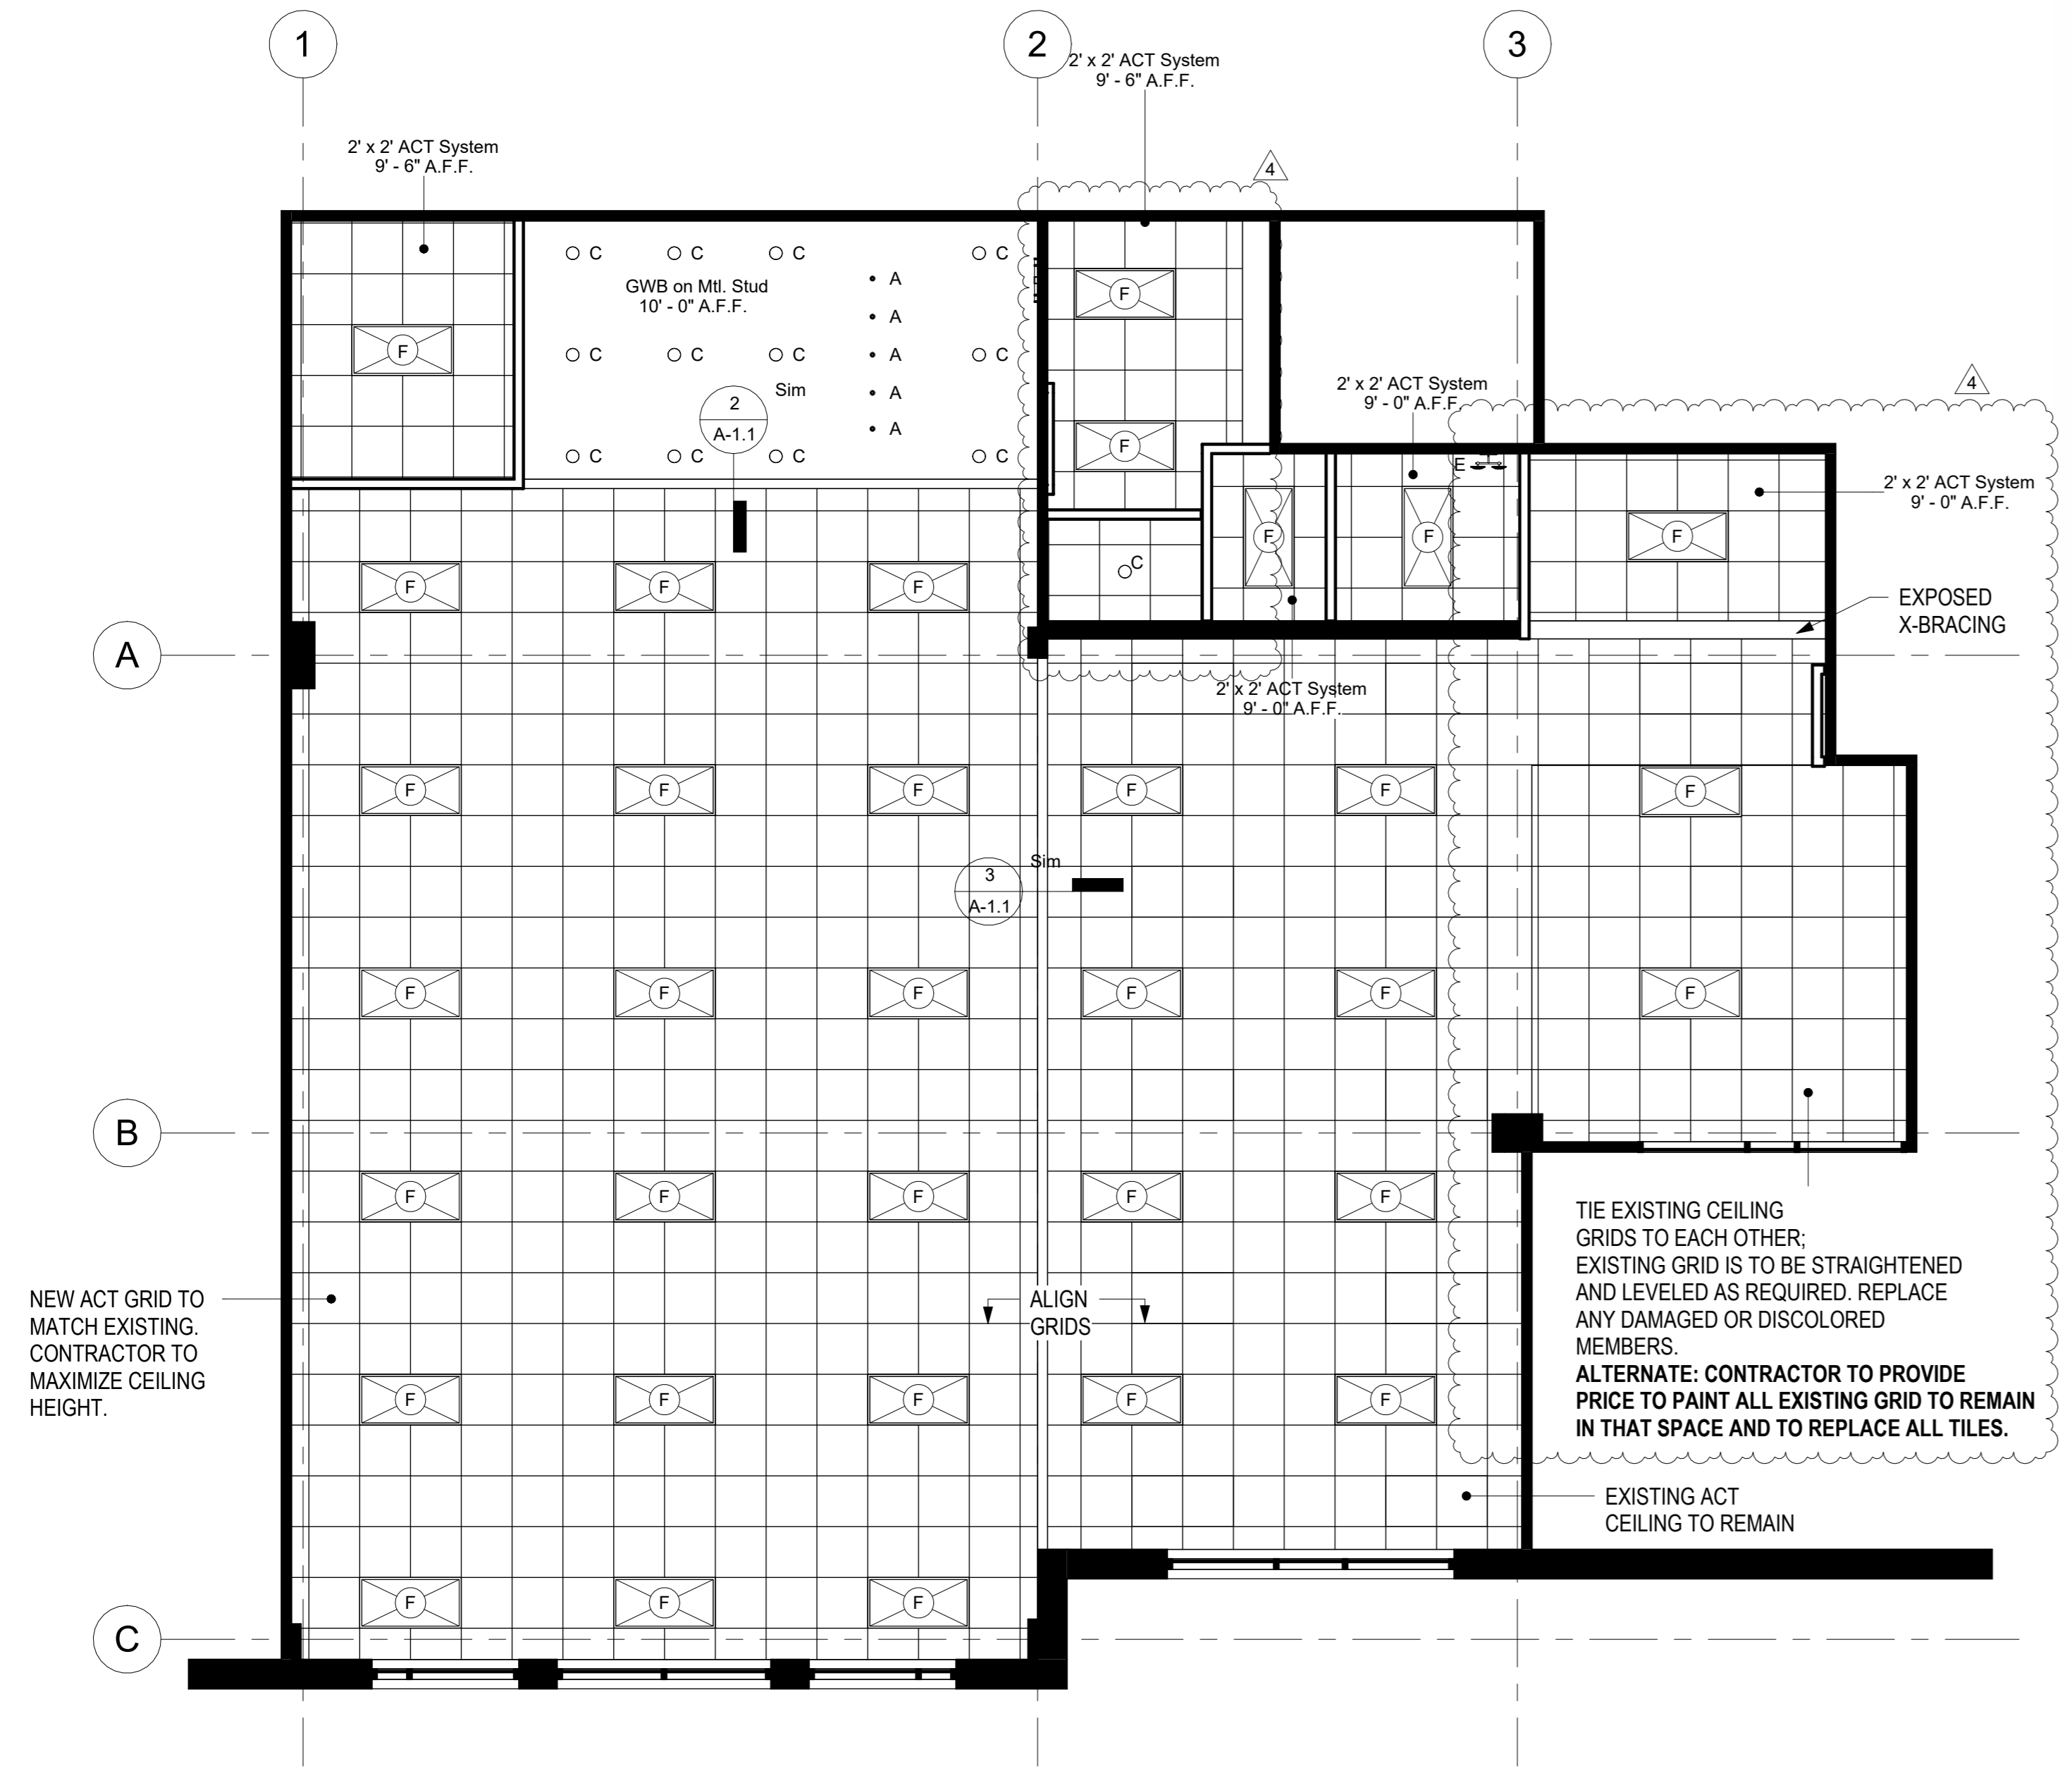 1
2
3
2' x 2' ACT System
9' - 6" A.F.F.
2' x 2' ACT System
9' - 6" A.F.F.
4
C
C
C
C
A
GWB on Mtl. Stud
10' - 0" A.F.F.
F
A
F
C
C
C
A
C
Sim
A
2
A-1.1
A
2' x 2' ACT System
9' - 0" A.F.F.
4
C
C
C
C
F
E
2' x 2' ACT System
9' - 0" A.F.F.
F
F
F
C
F
F
F
EXPOSED
X-BRACING
A
2' x 2' ACT System
9' - 0" A.F.F.
F
F
F
F
F
F
Sim
3
A-1.1
F
F
F
F
F
F
B
F
F
F
F
F
TIE EXISTING CEILING
GRIDS TO EACH OTHER;
EXISTING GRID IS TO BE STRAIGHTENED
AND LEVELED AS REQUIRED. REPLACE
ANY DAMAGED OR DISCOLORED
MEMBERS.
ALTERNATE: CONTRACTOR TO PROVIDE
PRICE TO PAINT ALL EXISTING GRID TO REMAIN
IN THAT SPACE AND TO REPLACE ALL TILES.
NEW ACT GRID TO
MATCH EXISTING.
CONTRACTOR TO
MAXIMIZE CEILING
HEIGHT.
ALIGN
GRIDS
F
F
F
F
F
EXISTING ACT
CEILING TO REMAIN
F
F
F
C